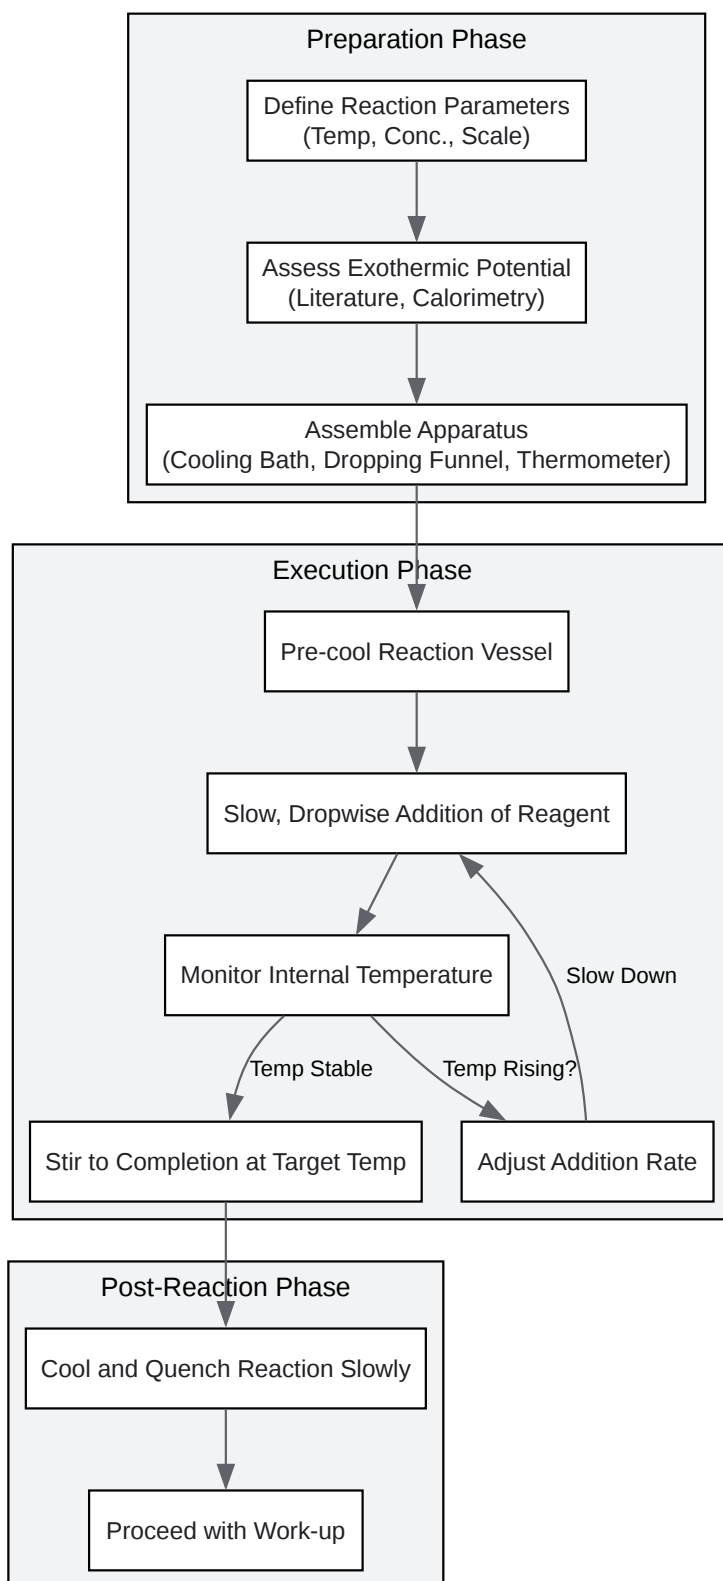 Preparation Phase
Define Reaction Parameters
(Temp, Conc., Scale)
Assess Exothermic Potential
(Literature, Calorimetry)
Assemble Apparatus
(Cooling Bath, Dropping Funnel, Thermometer)
Execution Phase
Pre-cool Reaction Vessel
Slow, Dropwise Addition of Reagent
Monitor Internal Temperature
Slow Down
Temp Stable
Temp Rising?
Stir to Completion at Target Temp
Adjust Addition Rate
Post-Reaction Phase
Cool and Quench Reaction Slowly
Proceed with Work-up